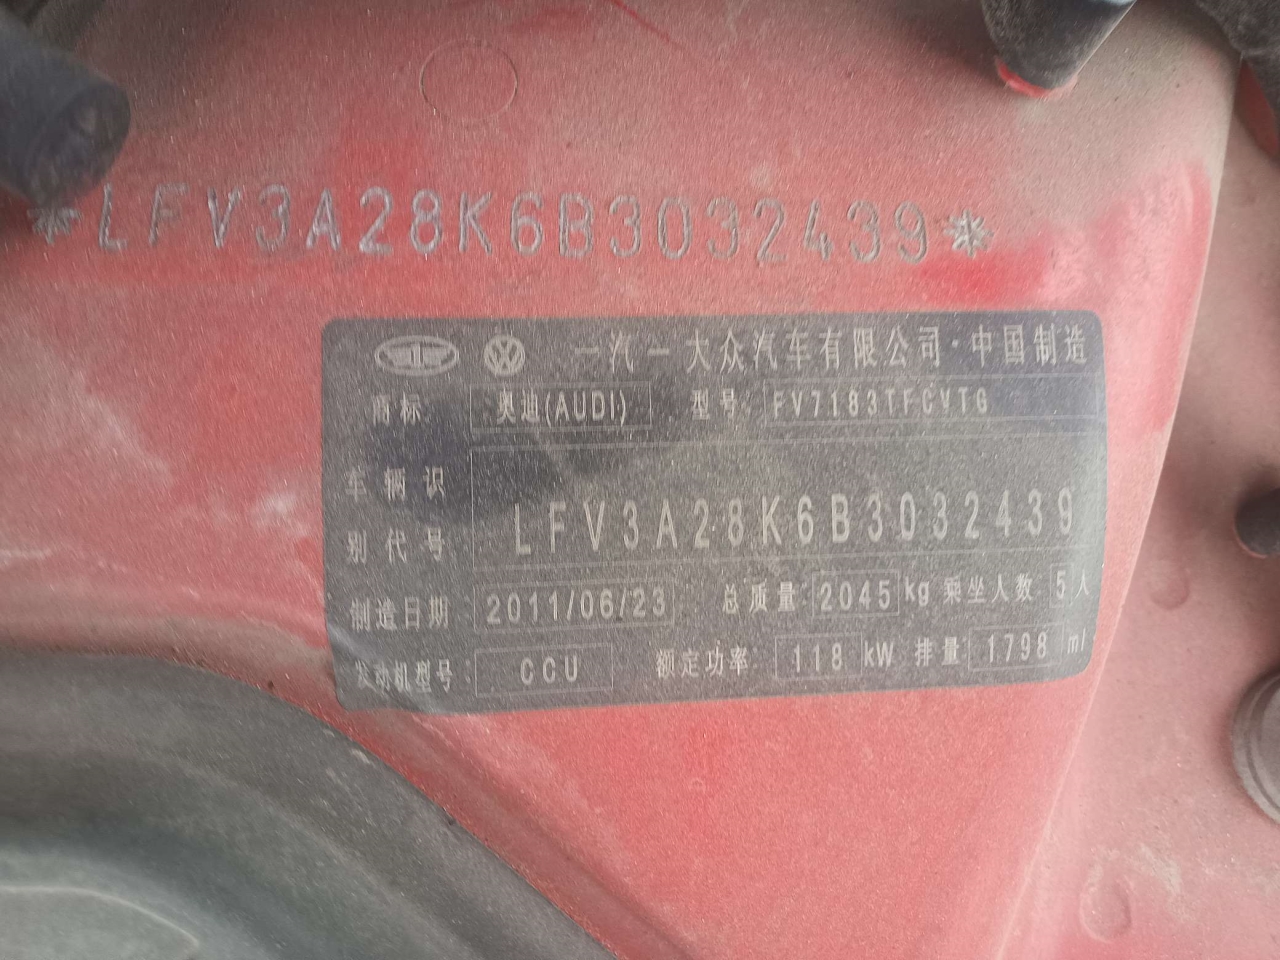 *LFV3A28K6B3032439*
一汽一大众汽车有限公司·中国制造
商标 奥迪(AUDI) 型号: FV7183TFCVTG
车辆识
别代号 LFV3A28K6B3032439
制造日期 2011/06/23 总质量: 2045 kg 乘坐人数 5 人
发动机型号: CCU 额定功率: 118 kW 排量: 1798 ml